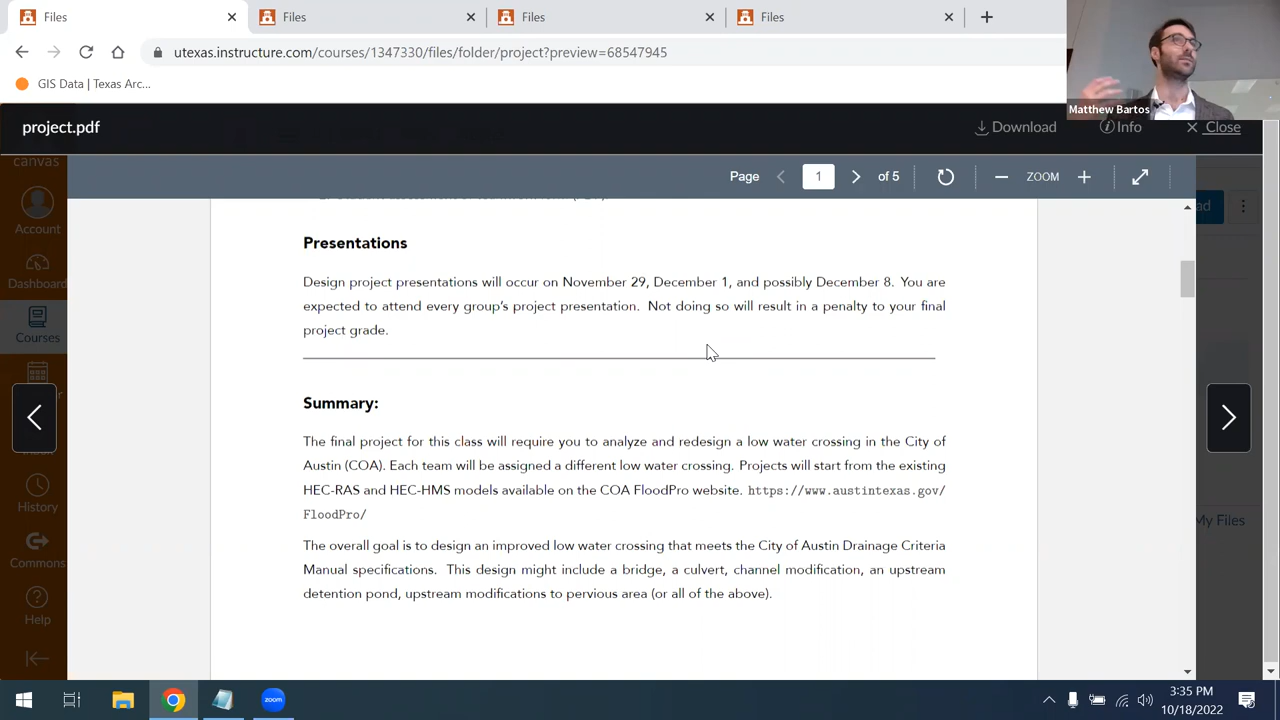 Files
Files
Files
Files
utexas.instructure.com/courses/1347330/files/folder/project?preview=68547945
GIS Data | Texas Arc...
Matthew Bartos
project.pdf
Download
Info
Close
canvas
Page
1
of 5
ZOOM
Account
Dashboard
Courses
History
Commons
Help
My Files
Presentations
Design project presentations will occur on November 29, December 1, and possibly December 8. You are
expected to attend every group's project presentation. Not doing so will result in a penalty to your final
project grade.
Summary:
The final project for this class will require you to analyze and redesign a low water crossing in the City of
Austin (COA). Each team will be assigned a different low water crossing. Projects will start from the existing
HEC-RAS and HEC-HMS models available on the COA FloodPro website. https://www.austintexas.gov/
FloodPro/
The overall goal is to design an improved low water crossing that meets the City of Austin Drainage Criteria
Manual specifications. This design might include a bridge, a culvert, channel modification, an upstream
detention pond, upstream modifications to pervious area (or all of the above).
zoom
3:35 PM
10/18/2022